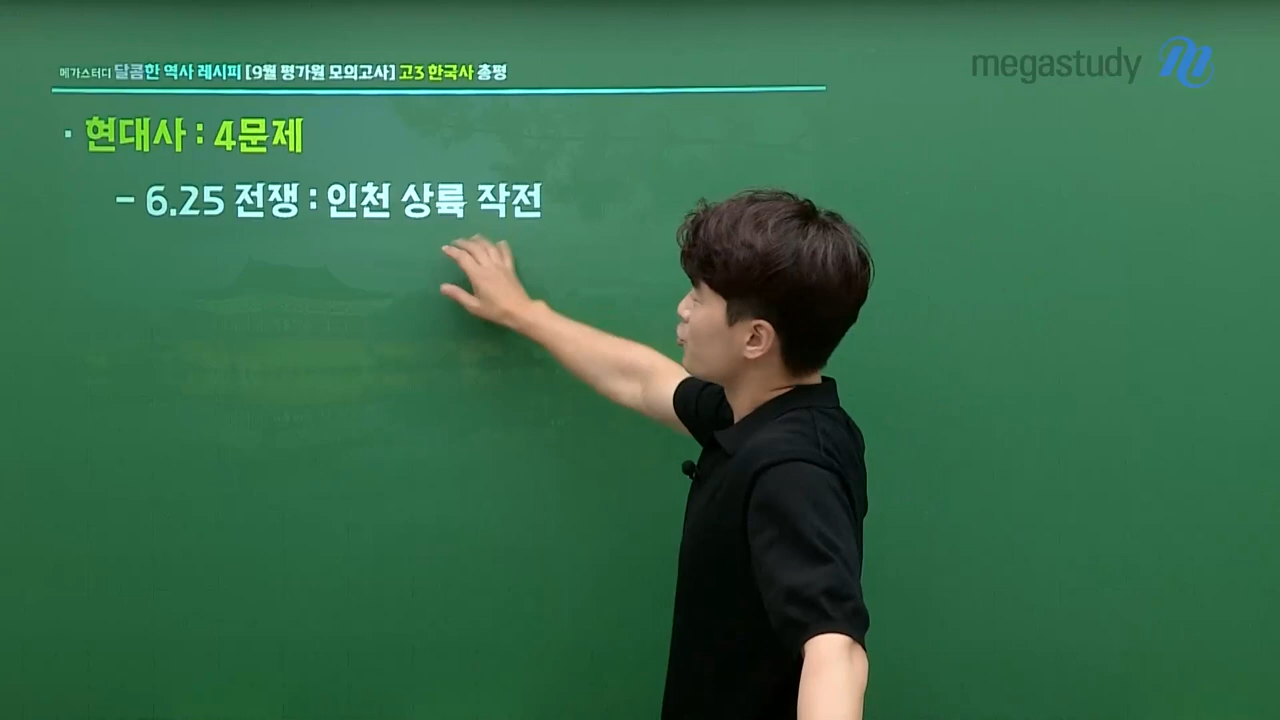 메가스터디 달콤한 역사 레시피 [9월 평가원 모의고사] 고3 한국사 총평
megastudy
· 현대사 : 4문제
- 6.25 전쟁 : 인천 상륙 작전